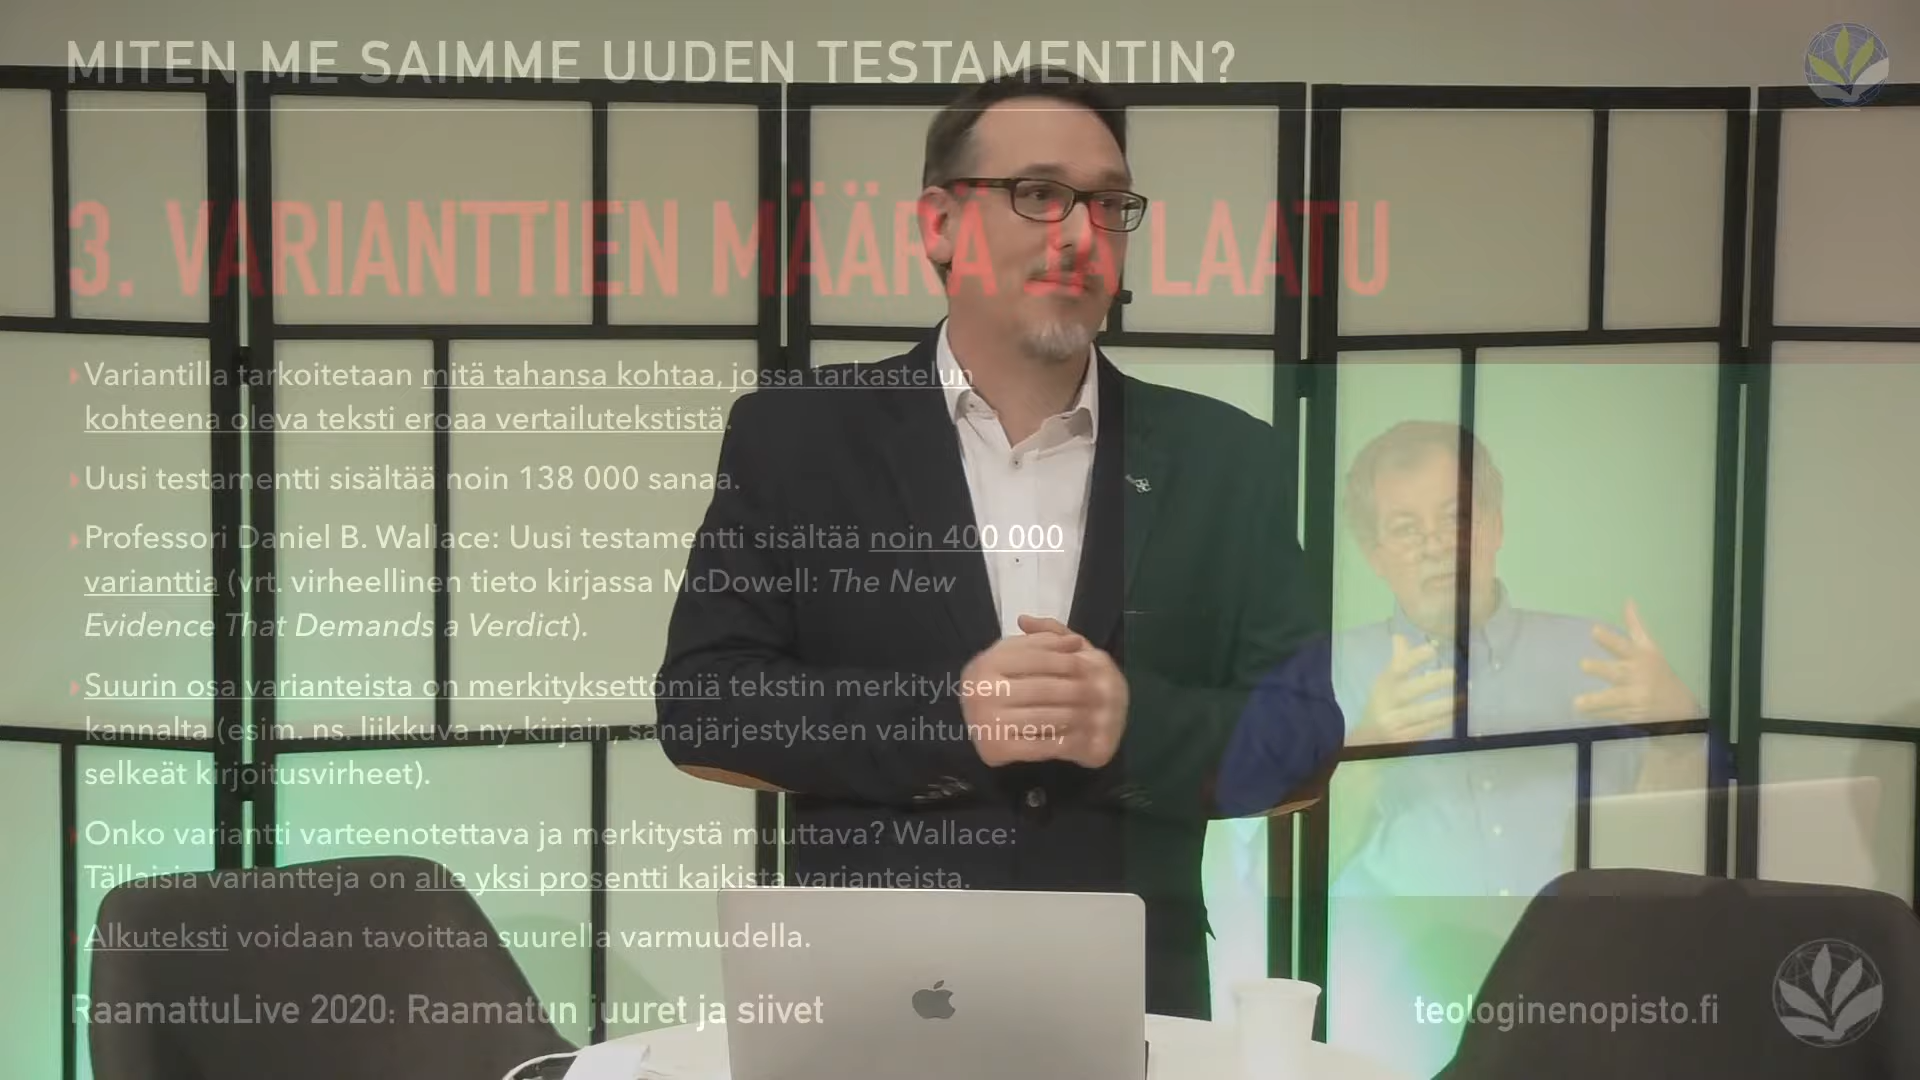 MITEN ME SAIMME UUDEN TESTAMENTIN?
3. VARIANTTIEN MÄÄRÄ JA LAATU
Variantilla tarkoitetaan mitä tahansa kohtaa, jossa tarkastelun
kohteena oleva teksti eroaa vertailutekstistä.
Uusi testamentti sisältää noin 138 000 sanaa.
Professori Daniel B. Wallace: Uusi testamentti sisältää noin 400 000
varianttia (vrt. virheellinen tieto kirjassa McDowell: The New
Evidence That Demands a Verdict).
Suurin osa varianteista on merkityksettömiä tekstin merkityksen
kannalta (esim. ns. liikkuva ny-kirjain, sanajärjestyksen vaihtuminen,
selkeät kirjoitusvirheet).
Onko variantti varteenotettava ja merkitystä muuttava? Wallace:
Tällaisia variantteja on alle yksi prosentti kaikista varianteista.
Alkuteksti voidaan tavoittaa suurella varmuudella.
RaamattuLive 2020: Raamatun juuret ja siivet
teologinenopisto.fi